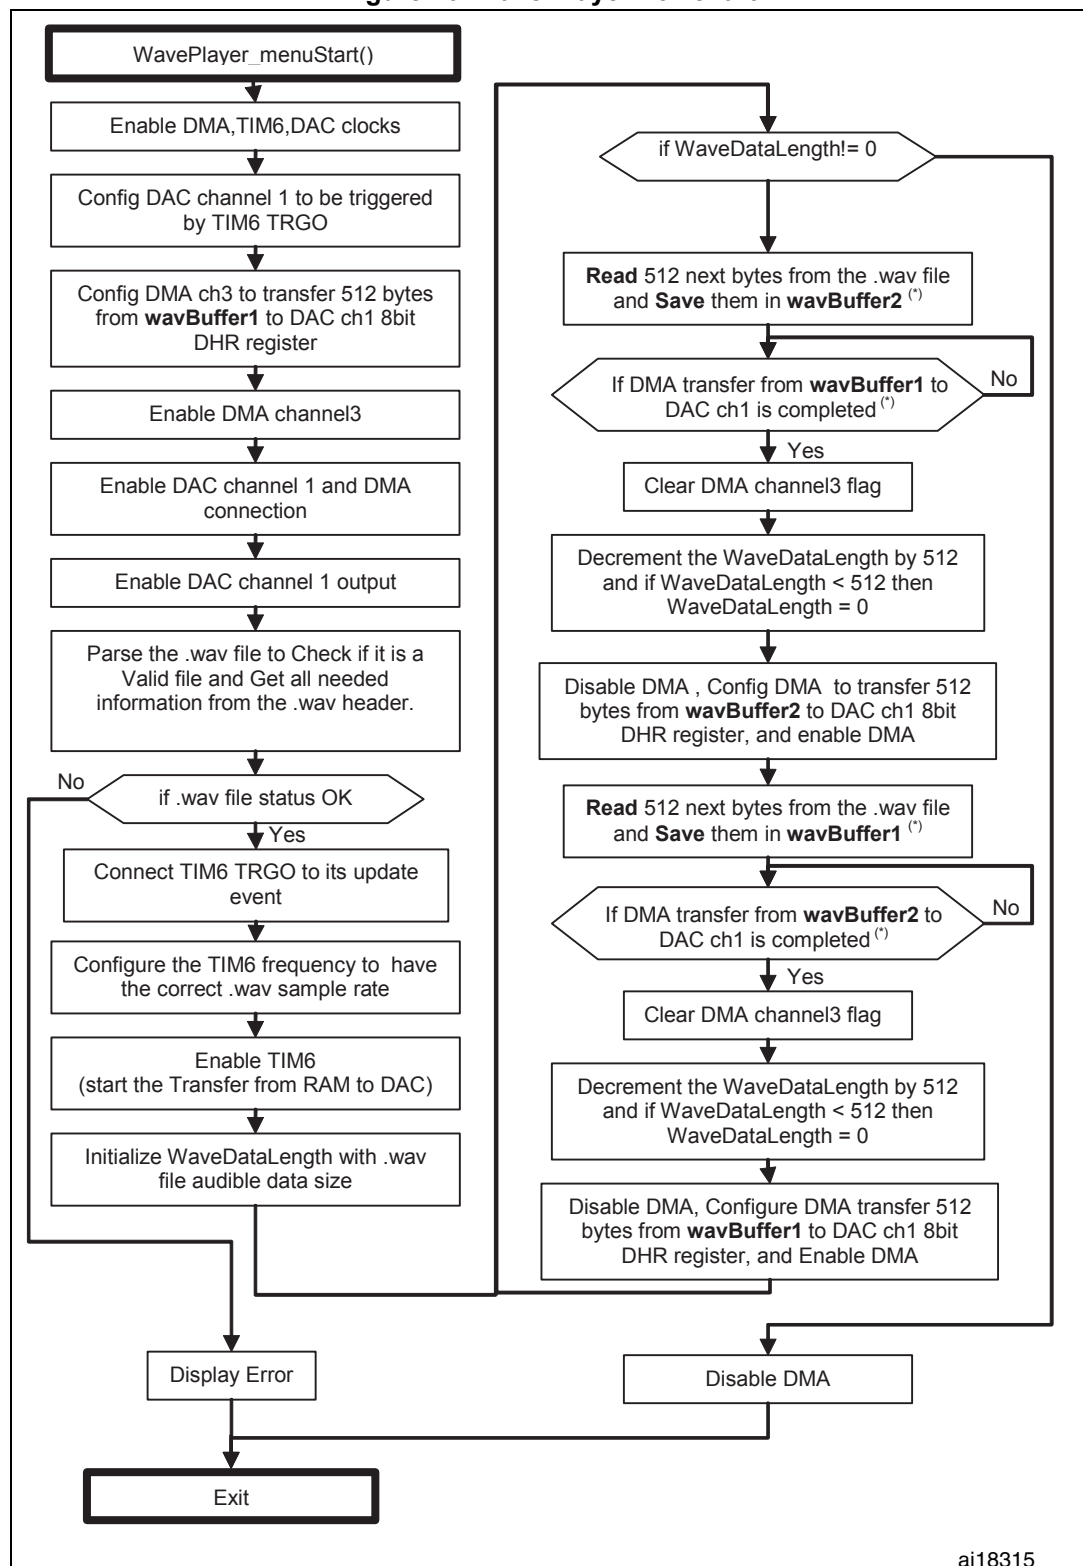 WavePlayer_menuStart()
Enable DMA,TIM6,DAC clocks
Config DAC channel 1 to be triggered
by TIM6 TRGO
Config DMA ch3 to transfer 512 bytes
from wavBuffer1 to DAC ch1 8bit
DHR register
Enable DMA channel3
Enable DAC channel 1 and DMA
connection
Enable DAC channel 1 output
Parse the .wav file to Check if it is a
Valid file and Get all needed
information from the .wav header.
No
if .wav file status OK
Yes
Connect TIM6 TRGO to its update
event
Configure the TIM6 frequency to have
the correct .wav sample rate
Enable TIM6
(start the Transfer from RAM to DAC)
Initialize WaveDataLength with .wav
file audible data size
if WaveDataLength!= 0
Read 512 next bytes from the .wav file
and Save them in wavBuffer2 (*)
If DMA transfer from wavBuffer1 to
DAC ch1 is completed (*)
No
Yes
Clear DMA channel3 flag
Decrement the WaveDataLength by 512
and if WaveDataLength < 512 then
WaveDataLength = 0
Disable DMA , Config DMA to transfer 512
bytes from wavBuffer2 to DAC ch1 8bit
DHR register, and enable DMA
Read 512 next bytes from the .wav file
and Save them in wavBuffer1 (*)
If DMA transfer from wavBuffer2 to
DAC ch1 is completed (*)
No
Yes
Clear DMA channel3 flag
Decrement the WaveDataLength by 512
and if WaveDataLength < 512 then
WaveDataLength = 0
Disable DMA, Configure DMA transfer 512
bytes from wavBuffer1 to DAC ch1 8bit
DHR register, and Enable DMA
Display Error
Disable DMA
Exit
ai18315